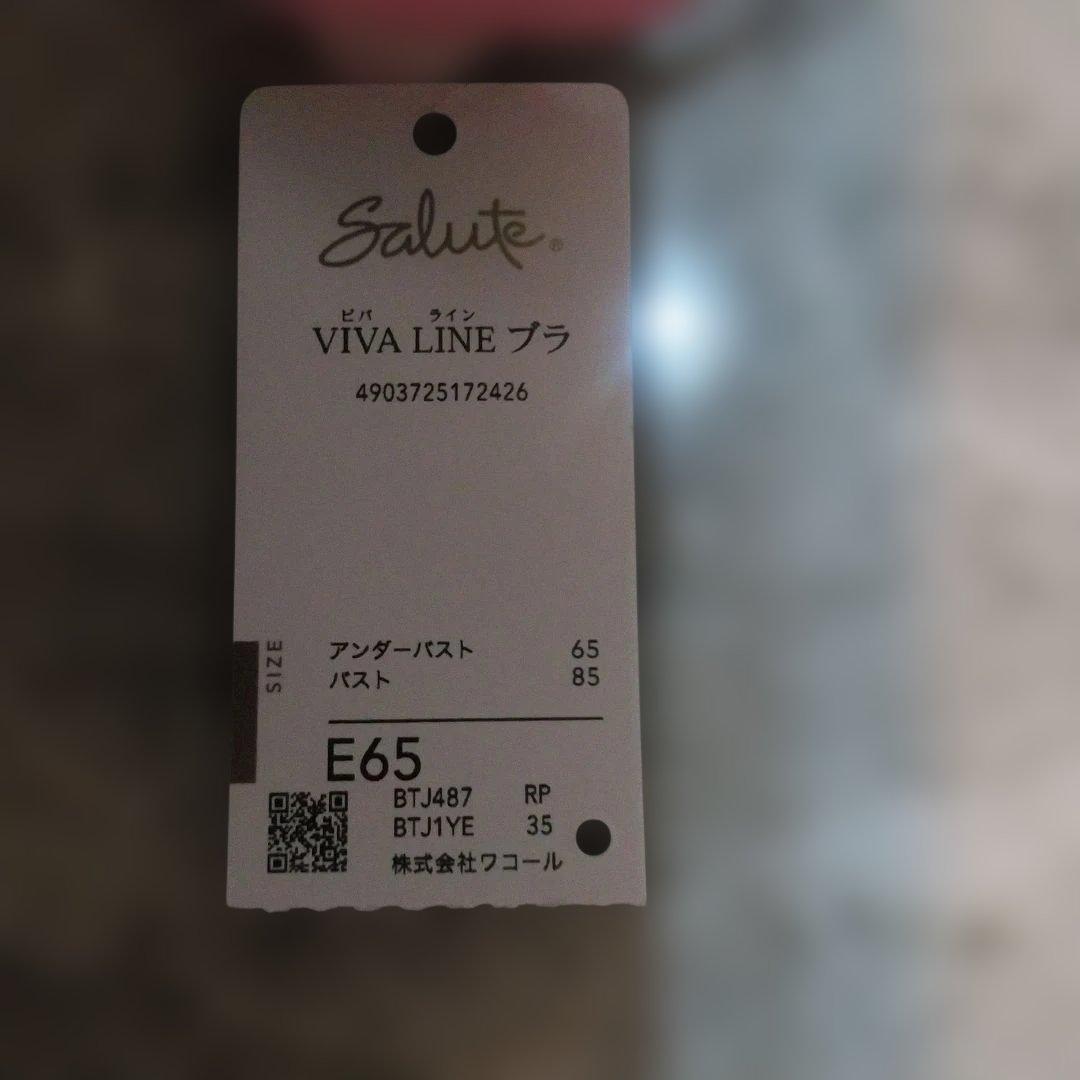 Salute®
ビバ ライン
VIVA LINE ブラ
4903725172426
SIZE
アンダーバスト 65
バスト 85
E65
BTJ487 RP
BTJ1YE 35
株式会社ワコール